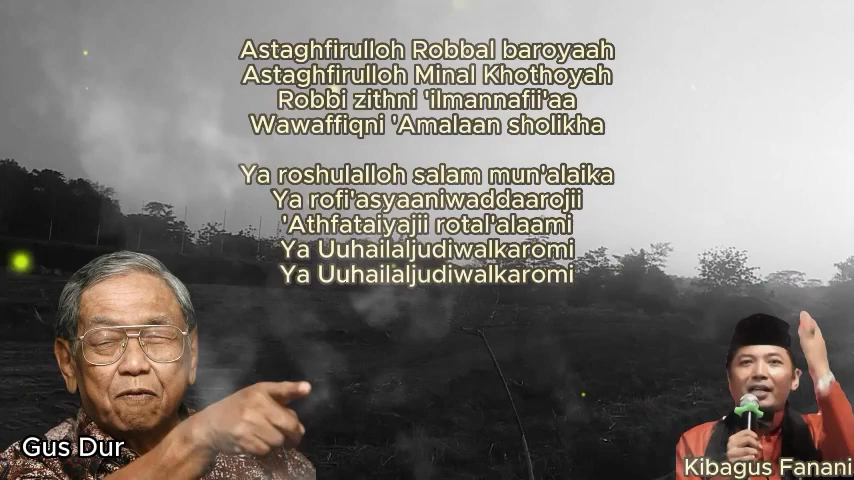 Astaghfirulloh Robbal baroyaah
Astaghfirulloh Minal Khothoyah
Robbi zithni 'ilmannafii'aa
Wawaffiqni 'Amalaan sholikha
Ya roshulalloh salam mun'alaika
Ya rofi'asyaaniwaddaarojii
'Athfataiyajii rotal'alaami
Ya Uuhailaljudiwalkaromi
Ya Uuhailaljudiwalkaromi
Gus Dur
Kibagus Fanani